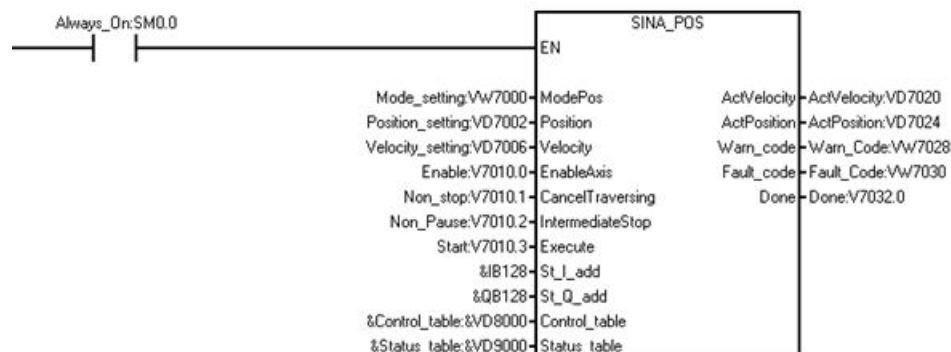 Always_On:SM0.0
SINA_POS
EN
Mode_setting:VW7000 ModePos ActVelocity ActVelocity:VD7020
Position_setting:VD7002 Position ActPosition ActPosition:VD7024
Velocity_setting:VD7006 Velocity Warn_code Warn_Code:VW7028
Enable:V7010.0 EnableAxis Fault_code Fault_Code:VW7030
Non_stop:V7010.1 CancelTraversing Done Done:V7032.0
Non_Pause:V7010.2 IntermediateStop
Start:V7010.3 Execute
&IB128 St_I_add
&QB128 St_Q_add
&Control_table:&VD8000 Control_table
&Status_table:&VD9000 Status_table